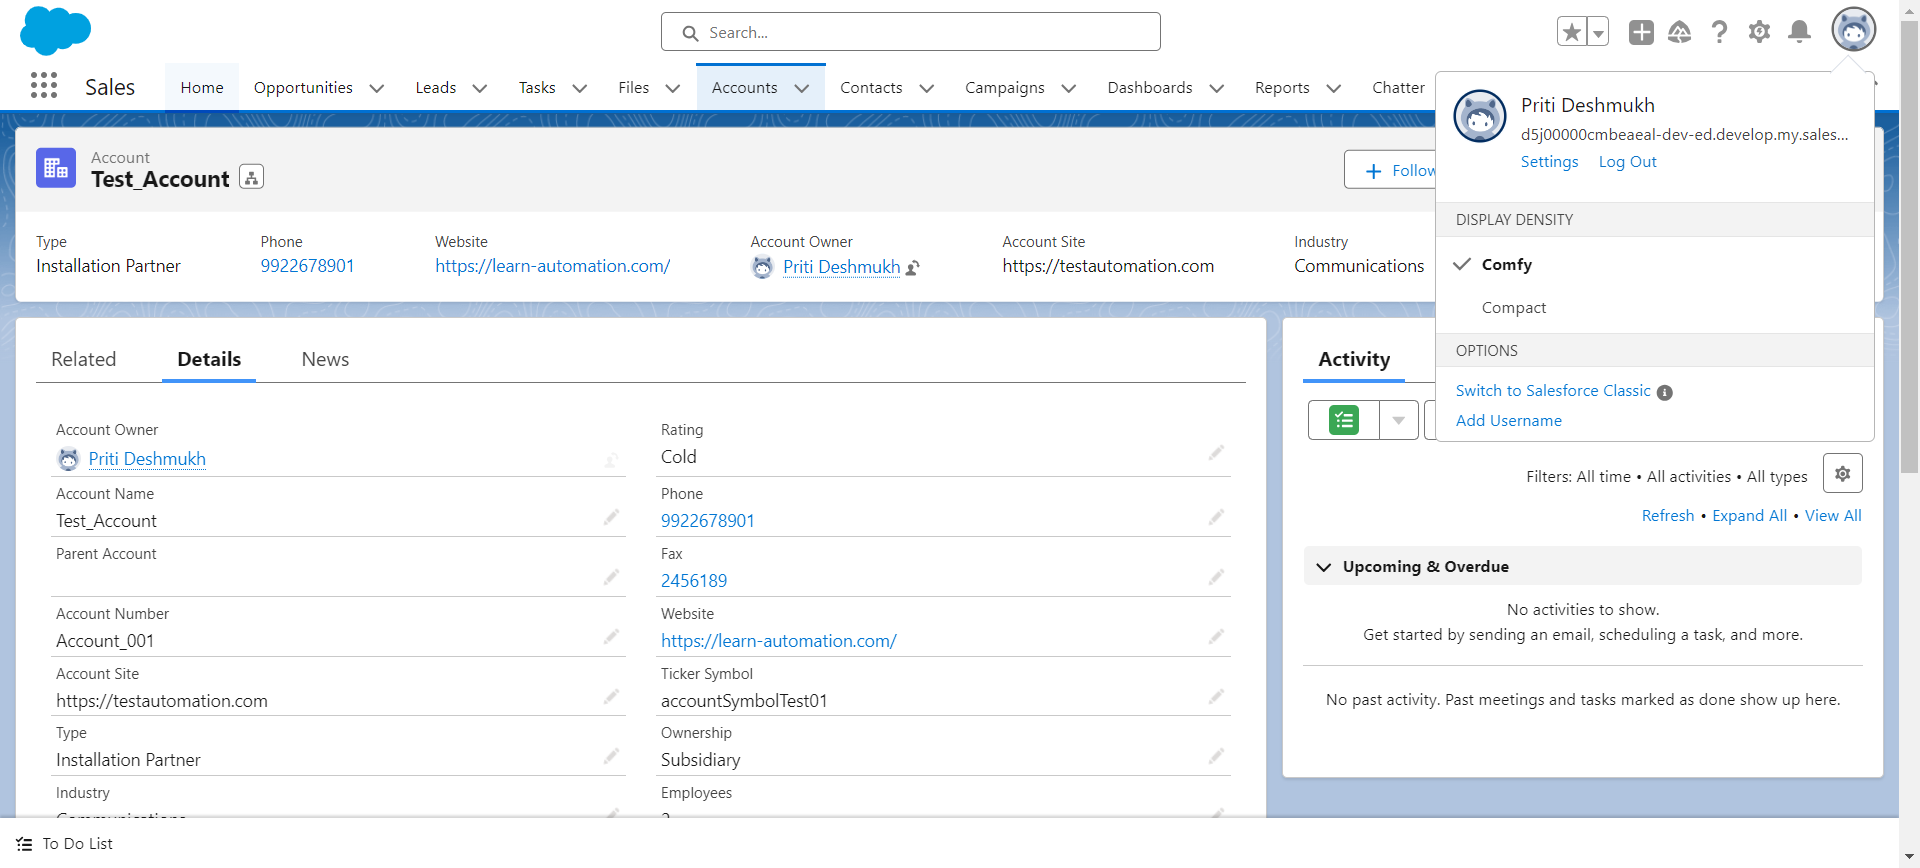 Search...
Sales
Home
Opportunities
Leads
Tasks
Files
Accounts
Contacts
Campaigns
Dashboards
Reports
Chatter
Priti Deshmukh
d5j00000cmbeaeal-dev-ed.develop.my.sales...
Settings Log Out
DISPLAY DENSITY
Comfy
Compact
OPTIONS
Switch to Salesforce Classic
Add Username
Account
Test_Account
Follow
Type
Installation Partner
Phone
9922678901
Website
https://learn-automation.com/
Account Owner
Priti Deshmukh
Account Site
https://testautomation.com
Industry
Communications
Related
Details
News
Account Owner
Priti Deshmukh
Rating
Cold
Account Name
Test_Account
Phone
9922678901
Parent Account
Fax
2456189
Account Number
Account_001
Website
https://learn-automation.com/
Account Site
https://testautomation.com
Ticker Symbol
accountSymbolTest01
Type
Installation Partner
Ownership
Subsidiary
Industry
Communications
Employees
Activity
Filters: All time • All activities • All types
Refresh • Expand All • View All
Upcoming & Overdue
No activities to show.
Get started by sending an email, scheduling a task, and more.
No past activity. Past meetings and tasks marked as done show up here.
To Do List